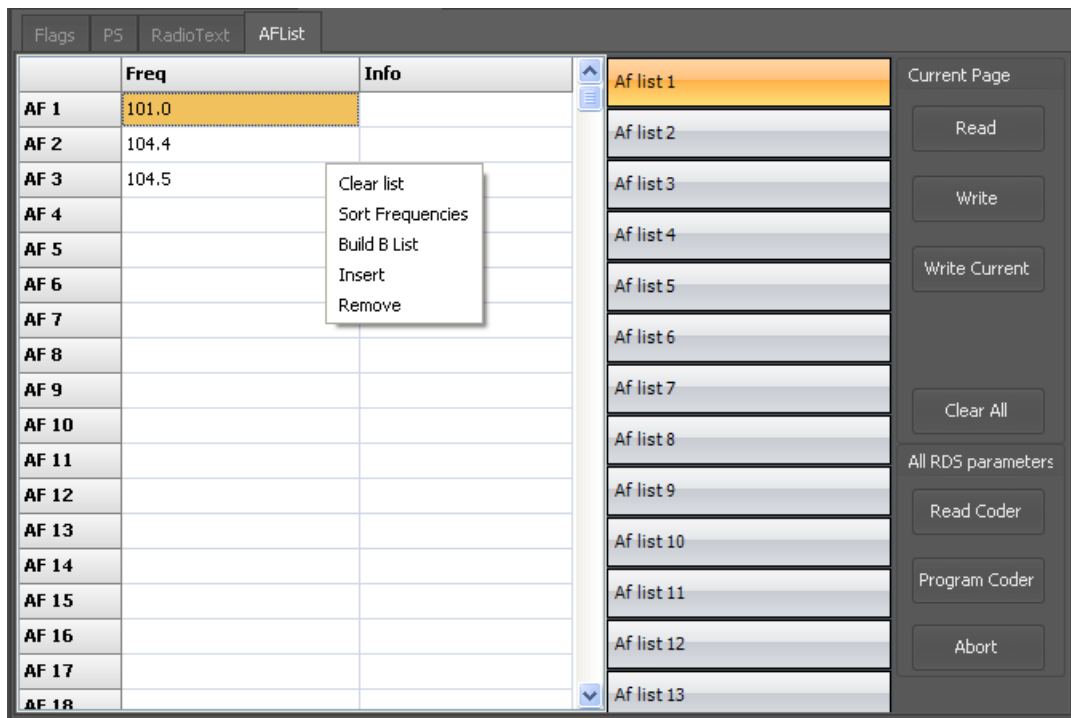 Flags PS RadioText AFList
Freq Info
AF 1 101.0
AF 2 104.4
AF 3 104.5
AF 4
AF 5
AF 6
AF 7
AF 8
AF 9
AF 10
AF 11
AF 12
AF 13
AF 14
AF 15
AF 16
AF 17
AF 18
Clear list
Sort Frequencies
Build B List
Insert
Remove
Af list 1
Af list 2
Af list 3
Af list 4
Af list 5
Af list 6
Af list 7
Af list 8
Af list 9
Af list 10
Af list 11
Af list 12
Af list 13
Current Page
Read
Write
Write Current
Clear All
All RDS parameters
Read Coder
Program Coder
Abort